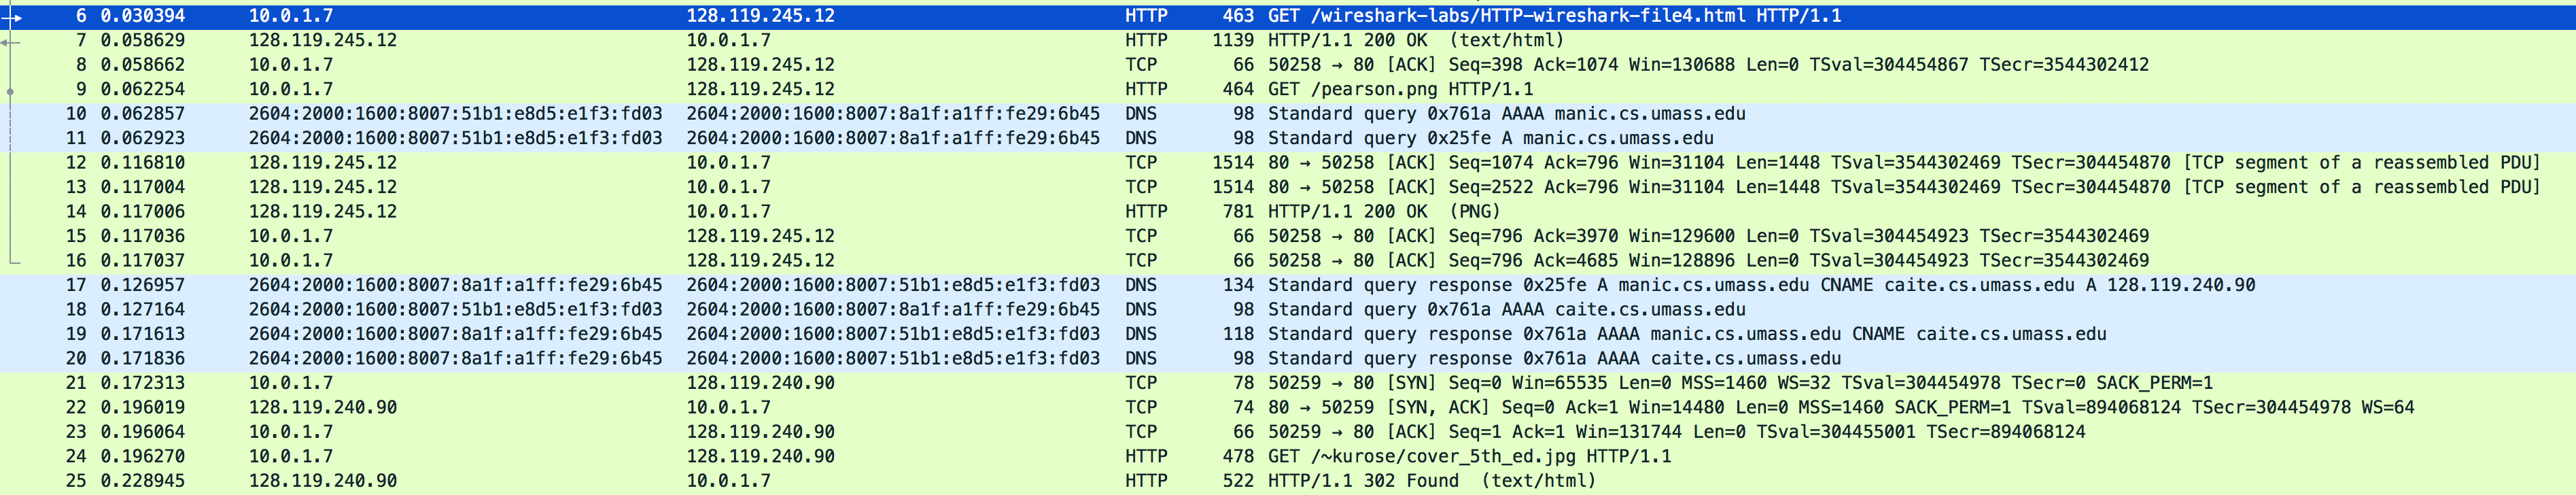 6 0.030394 10.0.1.7 128.119.245.12 HTTP 463 GET /wireshark-labs/HTTP-wireshark-file4.html HTTP/1.1
7 0.058629 128.119.245.12 10.0.1.7 HTTP 1139 HTTP/1.1 200 OK (text/html)
8 0.058662 10.0.1.7 128.119.245.12 TCP 66 50258 → 80 [ACK] Seq=398 Ack=1074 Win=130688 Len=0 TSval=304454867 TSecr=3544302412
9 0.062254 10.0.1.7 128.119.245.12 HTTP 464 GET /pearson.png HTTP/1.1
10 0.062857 2604:2000:1600:8007:51b1:e8d5:e1f3:fd03 2604:2000:1600:8007:8a1f:a1ff:fe29:6b45 DNS 98 Standard query 0x761a AAAA manic.cs.umass.edu
11 0.062923 2604:2000:1600:8007:51b1:e8d5:e1f3:fd03 2604:2000:1600:8007:8a1f:a1ff:fe29:6b45 DNS 98 Standard query 0x25fe A manic.cs.umass.edu
12 0.116810 128.119.245.12 10.0.1.7 TCP 1514 80 → 50258 [ACK] Seq=1074 Ack=796 Win=31104 Len=1448 TSval=3544302469 TSecr=304454870 [TCP segment of a reassembled PDU]
13 0.117004 128.119.245.12 10.0.1.7 TCP 1514 80 → 50258 [ACK] Seq=2522 Ack=796 Win=31104 Len=1448 TSval=3544302469 TSecr=304454870 [TCP segment of a reassembled PDU]
14 0.117006 128.119.245.12 10.0.1.7 HTTP 781 HTTP/1.1 200 OK (PNG)
15 0.117036 10.0.1.7 128.119.245.12 TCP 66 50258 → 80 [ACK] Seq=796 Ack=3970 Win=129600 Len=0 TSval=304454923 TSecr=3544302469
16 0.117037 10.0.1.7 128.119.245.12 TCP 66 50258 → 80 [ACK] Seq=796 Ack=4685 Win=128896 Len=0 TSval=304454923 TSecr=3544302469
17 0.126957 2604:2000:1600:8007:8a1f:a1ff:fe29:6b45 2604:2000:1600:8007:51b1:e8d5:e1f3:fd03 DNS 134 Standard query response 0x25fe A manic.cs.umass.edu CNAME caite.cs.umass.edu A 128.119.240.90
18 0.127164 2604:2000:1600:8007:51b1:e8d5:e1f3:fd03 2604:2000:1600:8007:8a1f:a1ff:fe29:6b45 DNS 98 Standard query 0x761a AAAA caite.cs.umass.edu
19 0.171613 2604:2000:1600:8007:8a1f:a1ff:fe29:6b45 2604:2000:1600:8007:51b1:e8d5:e1f3:fd03 DNS 118 Standard query response 0x761a AAAA manic.cs.umass.edu CNAME caite.cs.umass.edu
20 0.171836 2604:2000:1600:8007:8a1f:a1ff:fe29:6b45 2604:2000:1600:8007:51b1:e8d5:e1f3:fd03 DNS 98 Standard query response 0x761a AAAA caite.cs.umass.edu
21 0.172313 10.0.1.7 128.119.240.90 TCP 78 50259 → 80 [SYN] Seq=0 Win=65535 Len=0 MSS=1460 WS=32 TSval=304454978 TSecr=0 SACK_PERM=1
22 0.196019 128.119.240.90 10.0.1.7 TCP 74 80 → 50259 [SYN, ACK] Seq=0 Ack=1 Win=14480 Len=0 MSS=1460 SACK_PERM=1 TSval=894068124 TSecr=304454978 WS=64
23 0.196064 10.0.1.7 128.119.240.90 TCP 66 50259 → 80 [ACK] Seq=1 Ack=1 Win=131744 Len=0 TSval=304455001 TSecr=894068124
24 0.196270 10.0.1.7 128.119.240.90 HTTP 478 GET /~kurose/cover_5th_ed.jpg HTTP/1.1
25 0.228945 128.119.240.90 10.0.1.7 HTTP 522 HTTP/1.1 302 Found (text/html)